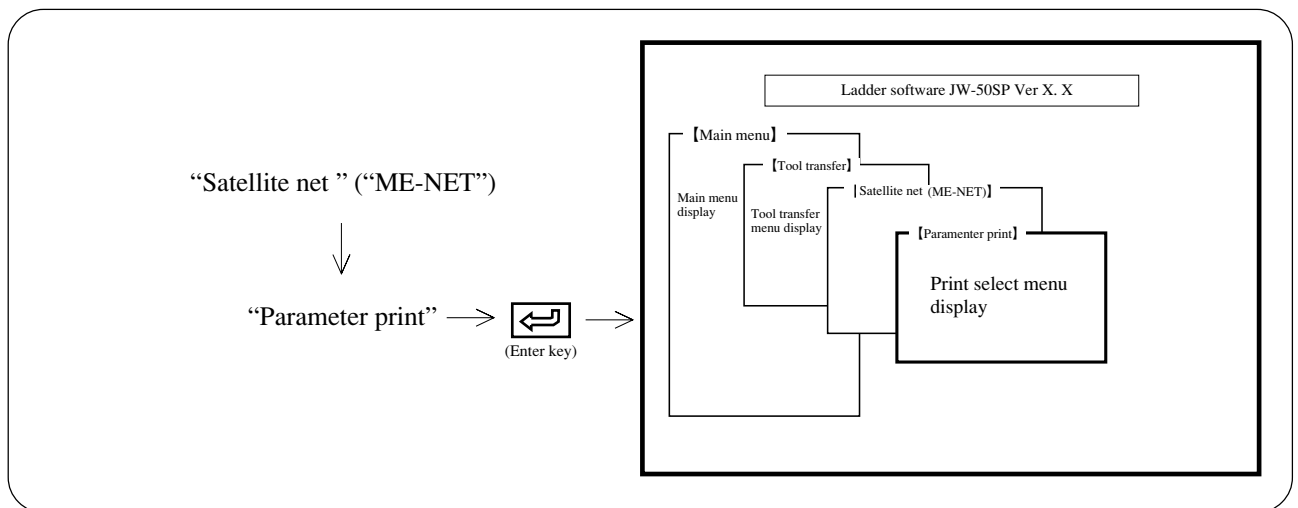 Ladder software JW-50SP Ver X. X
【Main menu】
【Tool transfer】
“Satellite net ” (“ME-NET”)
Main menu
display
Tool transfer
menu display
Satellite net (ME-NET)】
【Paramenter print】
Print select menu
display
“Parameter print”
(Enter key)